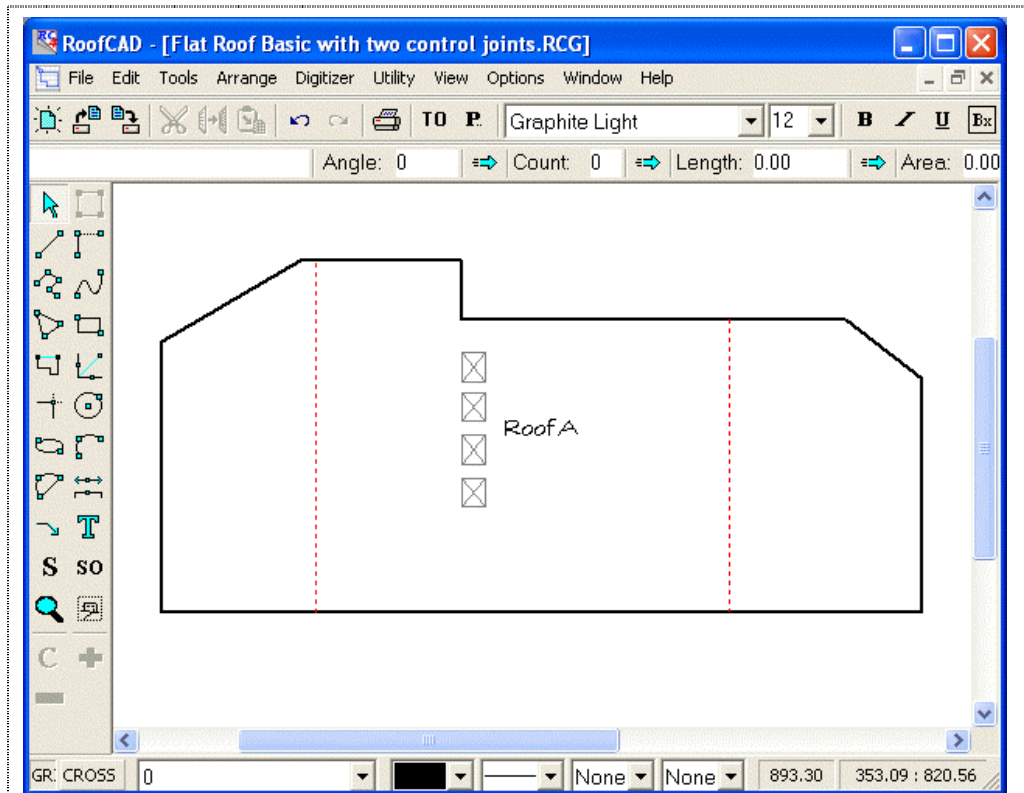 RoofCAD - [Flat Roof Basic with two control joints.RCG]
File Edit Tools Arrange Digitizer Utility View Options Window Help
TO P.. Graphite Light 12 B I U Bx
Angle: 0 Count: 0 Length: 0.00 Area: 0.00
Roof A
T
S SO
C
GR: CROSS 0 None None 893.30 353.09 : 820.56